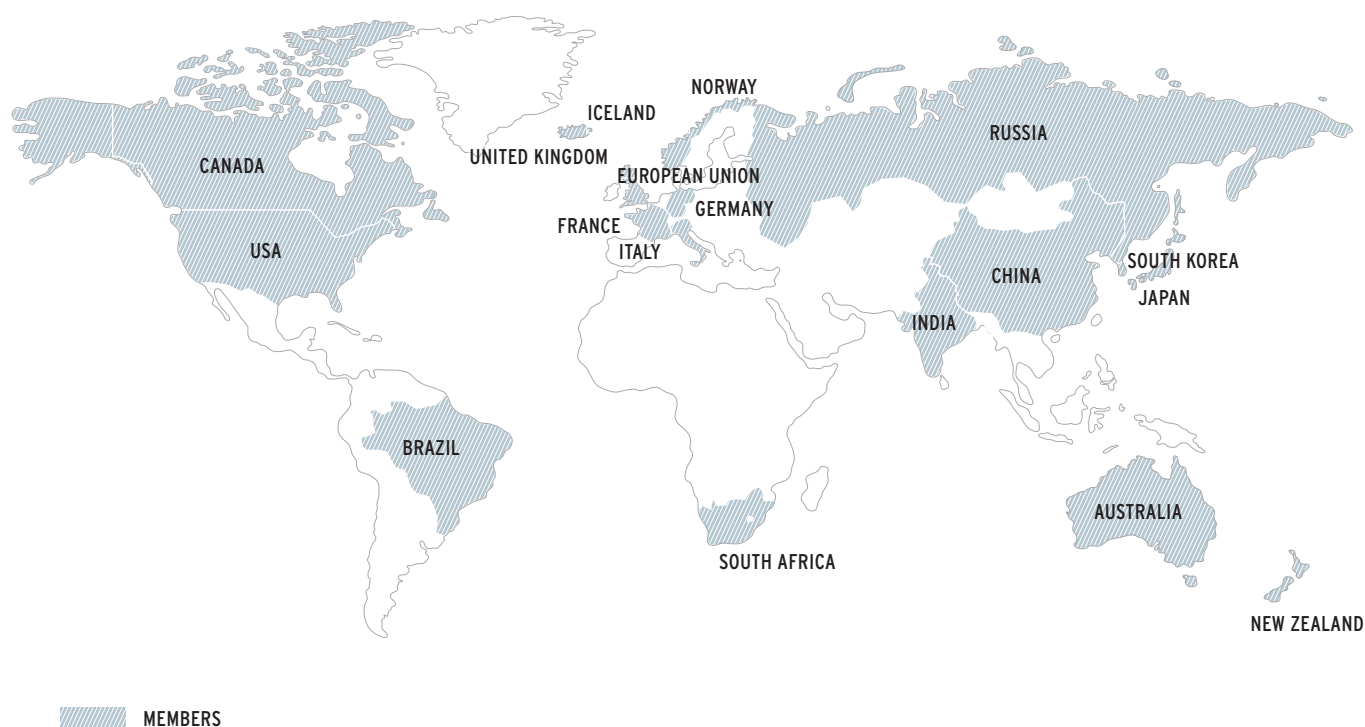 NORWAY
ICELAND
RUSSIA
UNITED KINGDOM
CANADA
EUROPEAN UNION
GERMANY
FRANCE
USA
ITALY
SOUTH KOREA
CHINA
JAPAN
INDIA
BRAZIL
AUSTRALIA
SOUTH AFRICA
NEW ZEALAND
MEMBERS